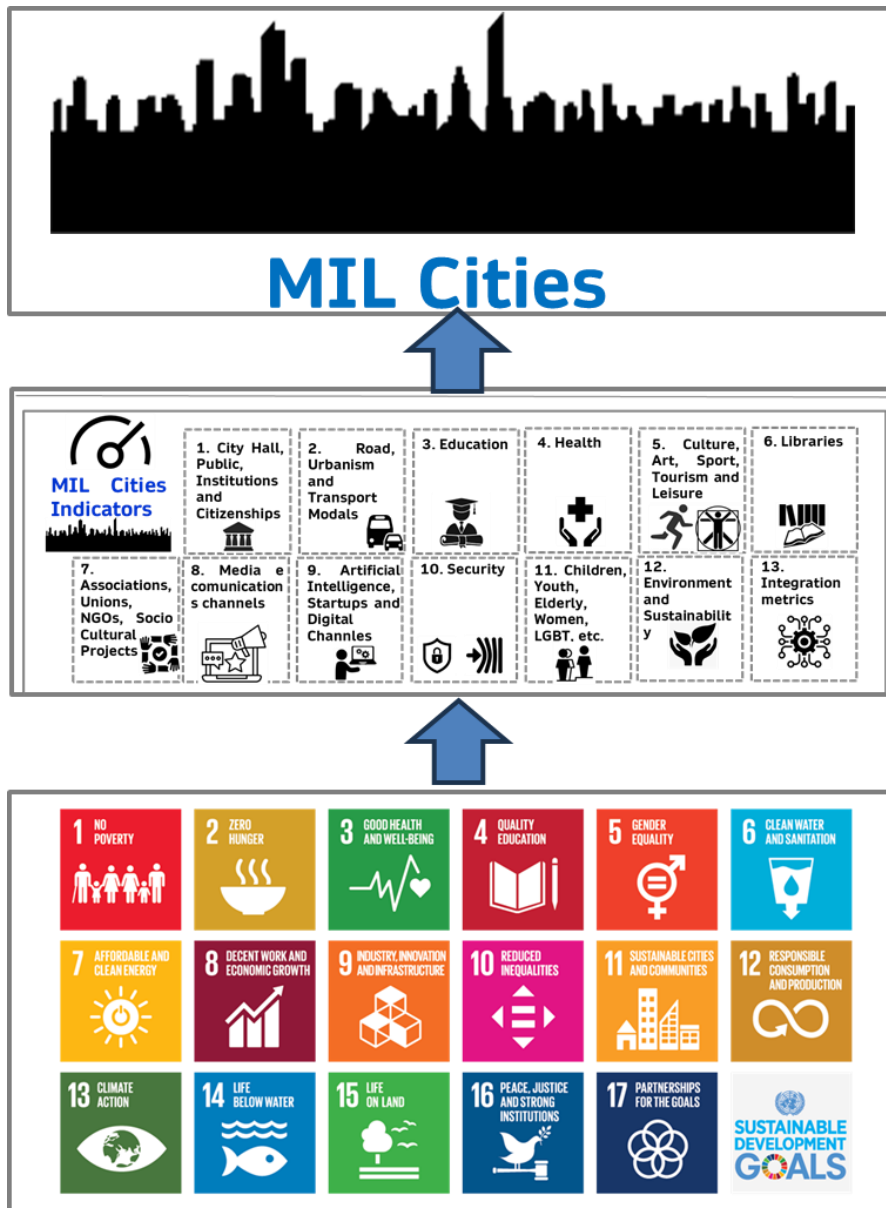 MIL Cities
MIL Cities
Indicators
1. City Hall,
Public,
Institutions
and
Citizenships
2. Road,
Urbanism
and
Transport
Modals
3. Education
4. Health
5. Culture,
Art, Sport,
Tourism and
Leisure
6. Libraries
7.
Associations,
Unions,
NGOs, Socio
Cultural
Projects
8. Media e
comunication
s channels
9. Artificial
Intelligence,
Startups and
Digital
Channles
10. Security
11. Children,
Youth,
Elderly,
Women,
LGBT. etc.
12.
Environment
and
Sustainabilit
y
13.
Integration
metrics
1 NO
POVERTY
2 ZERO
HUNGER
3 GOOD HEALTH
AND WELL-BEING
4 QUALITY
EDUCATION
5 GENDER
EQUALITY
6 CLEAN WATER
AND SANITATION
7 AFFORDABLE AND
CLEAN ENERGY
8 DECENT WORK AND
ECONOMIC GROWTH
9 INDUSTRY, INNOVATION
AND INFRASTRUCTURE
10 REDUCED
INEQUALITIES
11 SUSTAINABLE CITIES
AND COMMUNITIES
12 RESPONSIBLE
CONSUMPTION
AND PRODUCTION
13 CLIMATE
ACTION
14 LIFE
BELOW WATER
15 LIFE
ON LAND
16 PEACE, JUSTICE
AND STRONG
INSTITUTIONS
17 PARTNERSHIPS
FOR THE GOALS
SUSTAINABLE
DEVELOPMENT
GOALS